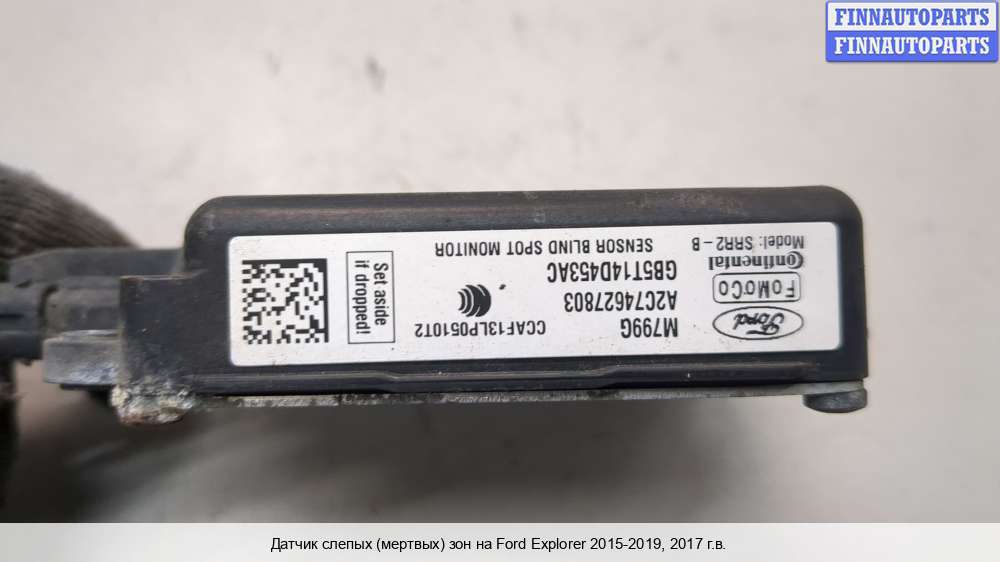 FINNAUTOPARTS
FINNAUTOPARTS
Ford
M799G
FoMoCo
A2C74627803
CCAF13LP0510T2
Continental
GB5T14D453AC
Model: SRR2-B
SENSOR BLIND SPOT MONITOR
Set aside
if dropped!
Датчик слепых (мертвых) зон на Ford Explorer 2015-2019, 2017 г.в.